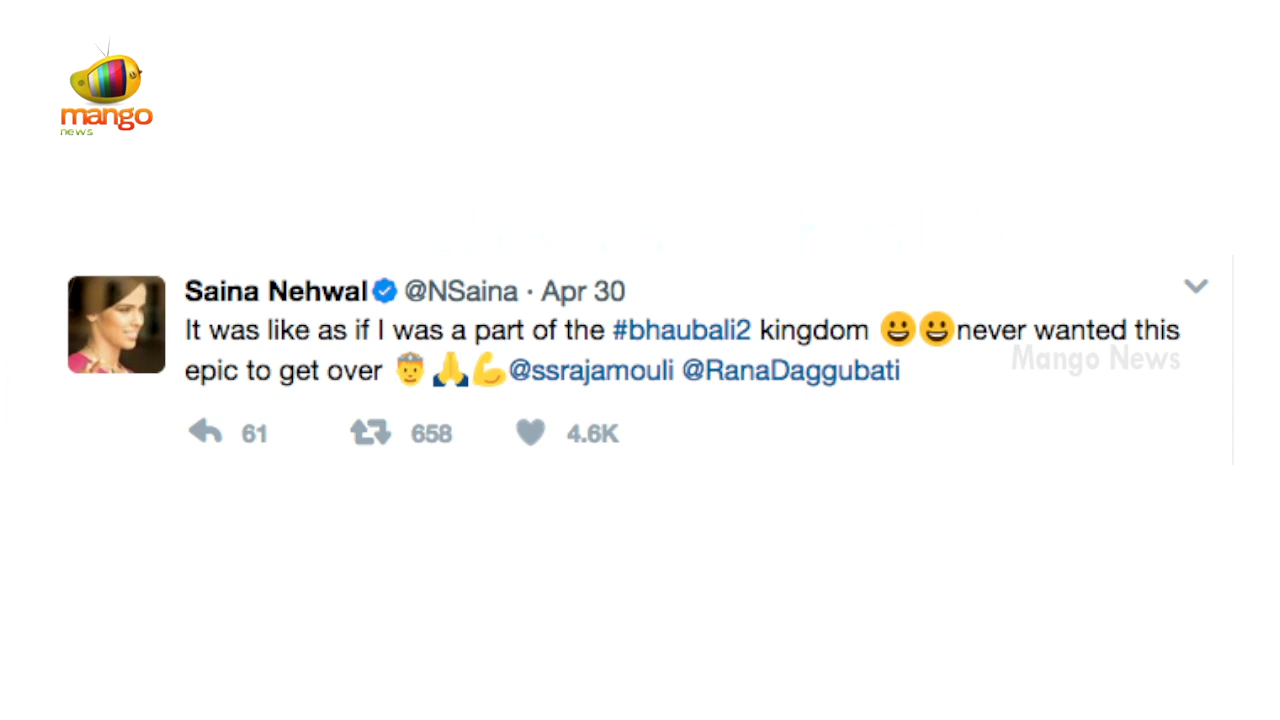 mango
news
Saina Nehwal @NSaina · Apr 30
It was like as if I was a part of the #bhaubali2 kingdom 😀😀never wanted this
Mango News
epic to get over 👳🙏💪@ssrajamouli @RanaDaggubati
61 658 4.6K